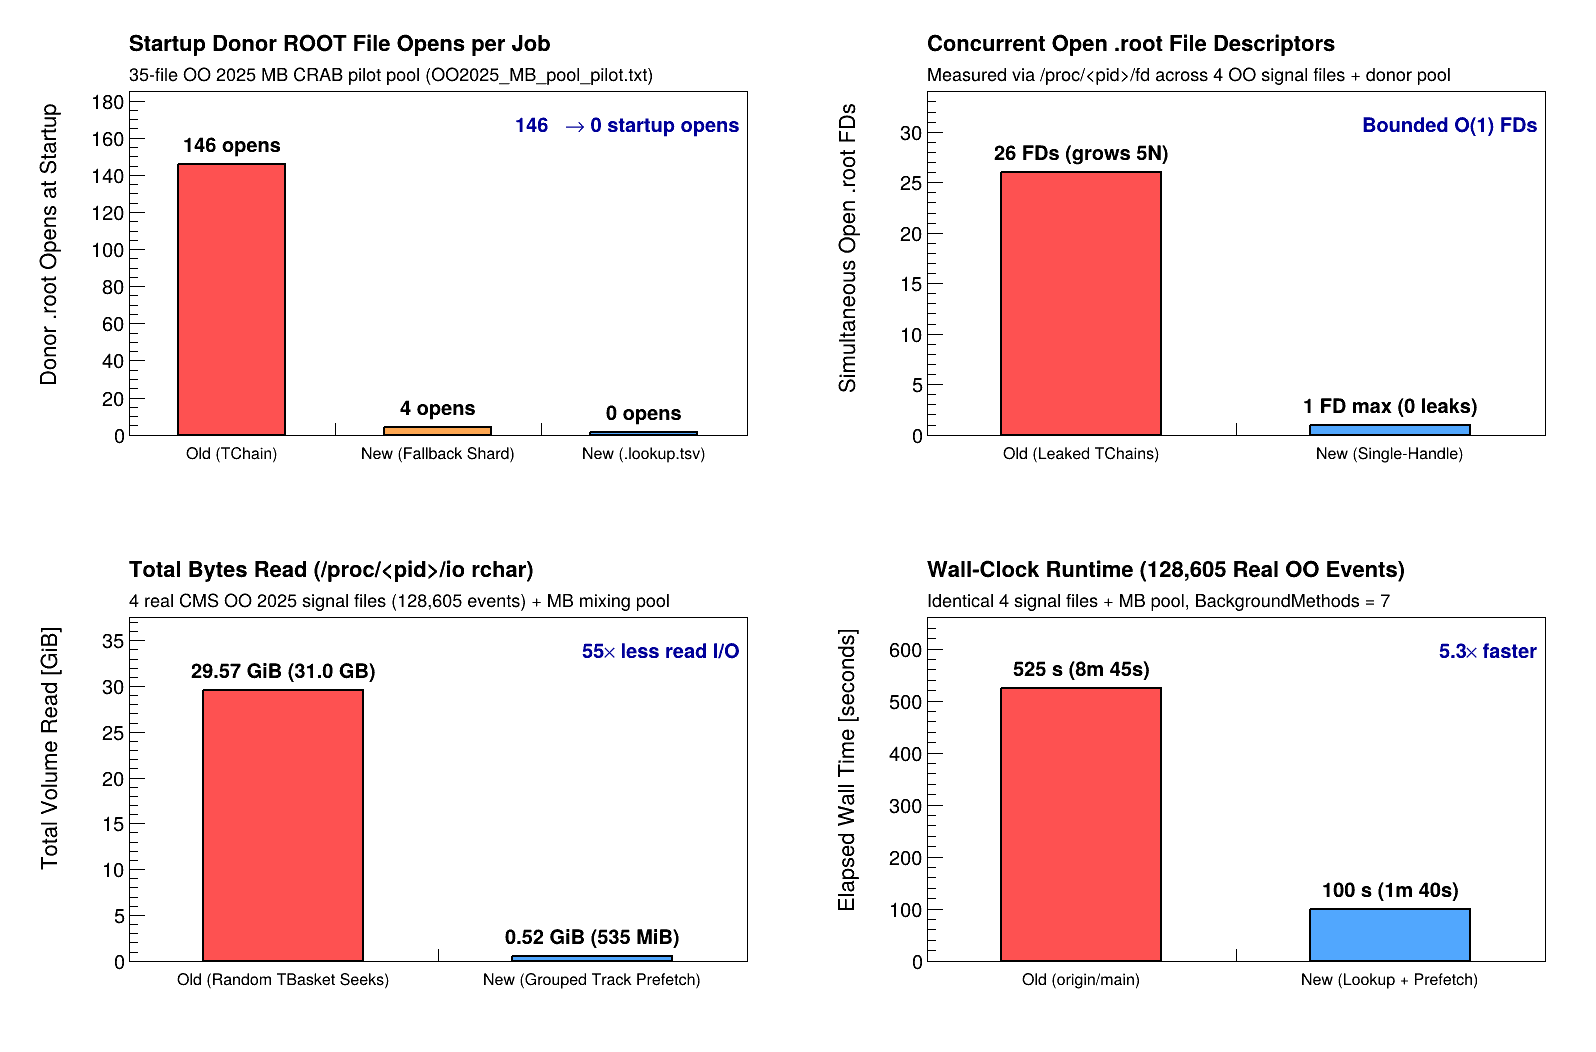 Startup Donor ROOT File Opens per Job
35-file OO 2025 MB CRAB pilot pool (OO2025_MB_pool_pilot.txt)
Donor .root Opens at Startup
180
160
140
120
100
80
60
40
20
0
146 → 0 startup opens
146 opens
4 opens
0 opens
Old (TChain)
New (Fallback Shard)
New (.lookup.tsv)
Concurrent Open .root File Descriptors
Measured via /proc/<pid>/fd across 4 OO signal files + donor pool
Simultaneous Open .root FDs
30
25
20
15
10
5
0
Bounded O(1) FDs
26 FDs (grows 5N)
1 FD max (0 leaks)
Old (Leaked TChains)
New (Single-Handle)
Total Bytes Read (/proc/<pid>/io rchar)
4 real CMS OO 2025 signal files (128,605 events) + MB mixing pool
Total Volume Read [GiB]
35
30
25
20
15
10
5
0
55× less read I/O
29.57 GiB (31.0 GB)
0.52 GiB (535 MiB)
Old (Random TBasket Seeks)
New (Grouped Track Prefetch)
Wall-Clock Runtime (128,605 Real OO Events)
Identical 4 signal files + MB pool, BackgroundMethods = 7
Elapsed Wall Time [seconds]
600
500
400
300
200
100
0
5.3× faster
525 s (8m 45s)
100 s (1m 40s)
Old (origin/main)
New (Lookup + Prefetch)